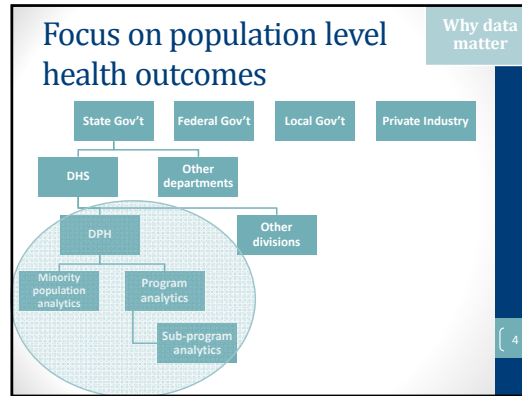 Focus on population level
health outcomes
Why data
matter
State Gov't
Federal Gov't
Local Gov't
Private Industry
DHS
Other
departments
DPH
Other
divisions
Minority
population
analytics
Program
analytics
Sub-program
analytics
4